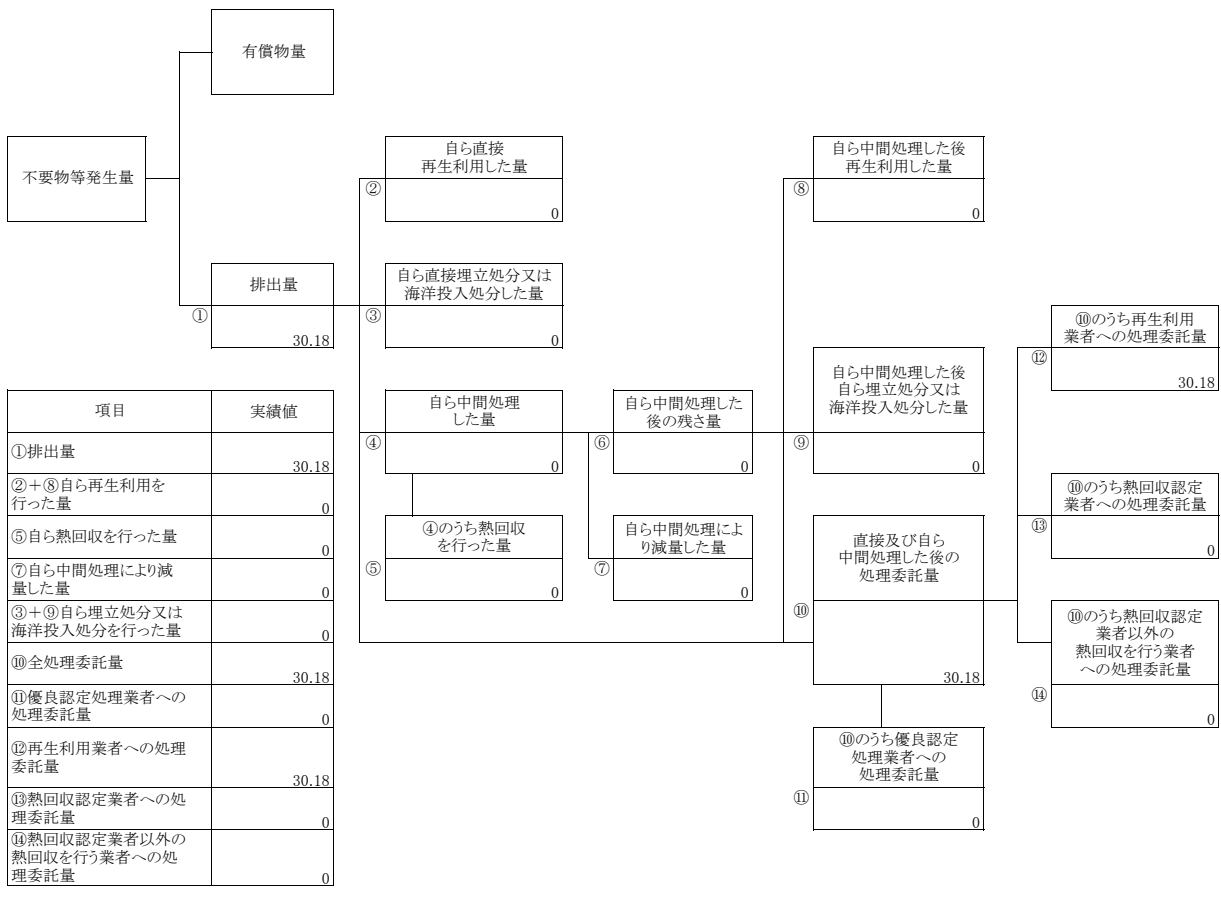 有償物量
不要物等発生量
自ら直接
再生利用した量
②
0
自ら中間処理した後
再生利用した量
⑧
0
排出量
①
30.18
自ら直接埋立処分又は
海洋投入処分した量
③
0
⑩のうち再生利用
業者への処理委託量
⑫
30.18
自ら中間処理した後
自ら埋立処分又は
海洋投入処分した量
⑨
0
自ら中間処理
した量
④
0
自ら中間処理した
後の残さ量
⑥
0
⑩のうち熱回収認定
業者への処理委託量
⑬
0
④のうち熱回収
を行った量
⑤
0
自ら中間処理によ
り減量した量
⑦
0
直接及び自ら
中間処理した後の
処理委託量
⑩
30.18
⑩のうち熱回収認定
業者以外の
熱回収を行う業者
への処理委託量
⑭
0
⑩のうち優良認定
処理業者への
処理委託量
⑪
0
項目 実績値
①排出量
30.18
②+⑧自ら再生利用を
行った量
0
⑤自ら熱回収を行った量
0
⑦自ら中間処理により減
量した量
0
③+⑨自ら埋立処分又は
海洋投入処分を行った量
0
⑩全処理委託量
30.18
⑪優良認定処理業者への
処理委託量
0
⑫再生利用業者への処理
委託量
30.18
⑬熱回収認定業者への処
理委託量
0
⑭熱回収認定業者以外の
熱回収を行う業者への処
理委託量
0